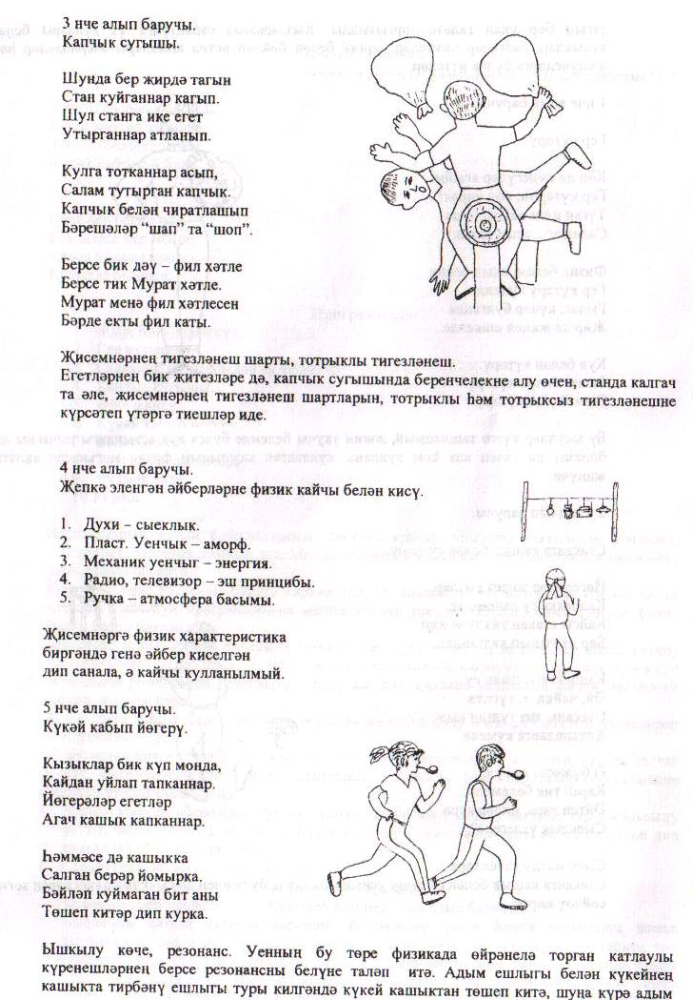 3 нче алып баручы.
Капчык сугышы.
Шунда бер жирдә тагын
Стан куйганнар кагып.
Шул станга ике егет
Утырганнар атланып.
Кулга тотканнар асып,
Салам тутырган капчык.
Капчык белән чиратлашып
Бәрешәләр “шап” та “шоп”.
Берсе бик дәү – фил хәтле
Берсе тик Мурат хәтле.
Мурат менә фил хәтлесен
Бәрде екты фил каты.
Җисемнәрнең тигезләнеш шарты, тотрыклы тигезләнеш.
Егетләрнең бик җитезләре дә, капчык сугышында беренчелекне алу өчен, станда калгач
та әле, җисемнәрнең тигезләнеш шартларын, тотрыклы һәм тотрыксыз тигезләнешне
күрсәтеп үтәргә тиешләр иде.
4 нче алып баручы.
Җепкә эленгән әйберләрне физик кайчы белән кисү.
1. Духи – сыеклык.
2. Пласт. Уенчык – аморф.
3. Механик уенчыг – энергия.
4. Радио, телевизор – эш принцибы.
5. Ручка – атмосфера басымы.
Җисемнәргә физик характеристика
биргәндә генә әйбер киселгән
дип санала, ә кайчы кулланылмый.
5 нче алып баручы.
Күкәй кабып йөгерү.
Кызыклар бик күп монда,
Кайдан уйлап тапканнар.
Йөгерәләр егетләр
Агач кашык капканнар.
Һәммәсе дә кашыкка
Салган берәр йомырка.
Бәйләп куймаган бит аны
Төшеп китәр дип курка.
Ышкылу көче, резонанс. Уенның бу төре физикада өйрәнелә торган катлаулы
күренешләрнең берсе резонансны белүне таләп итә. Адым ешлыгы белән күкейнең
кашыкта тирбәнү ешлыгы туры килгәндә күкей кашыктан төшеп китә, шуңа күрә адым